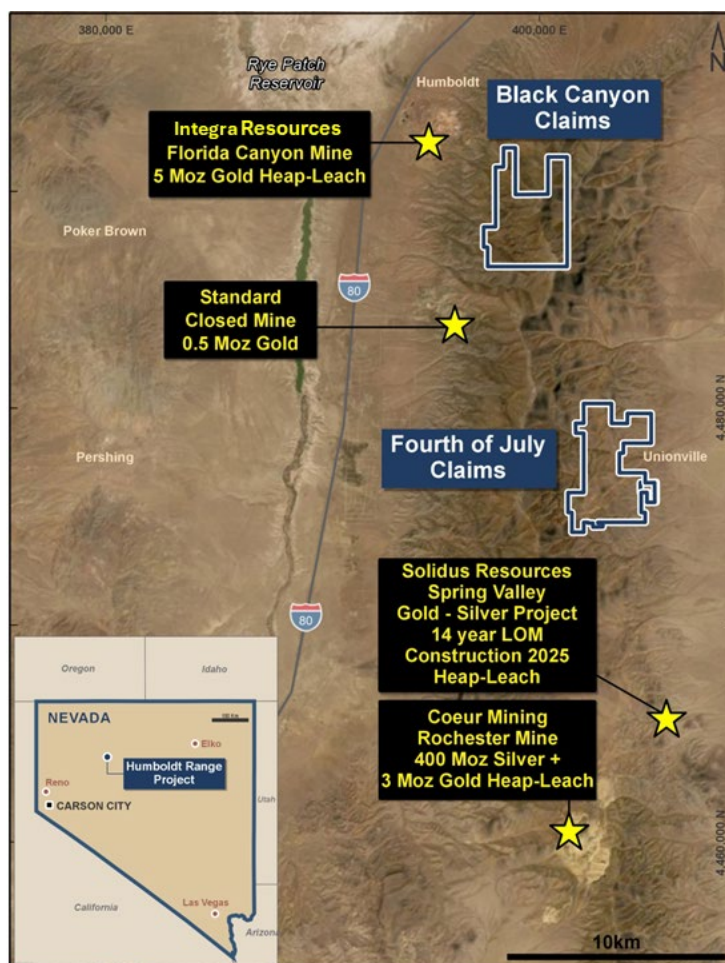 380,000 E
400,000 E
N
Rye Patch
Reservoir
Humboldt
Black Canyon
Claims
Integra Resources
Florida Canyon Mine
5 Moz Gold Heap-Leach
Poker Brown
80
Standard
Closed Mine
0.5 Moz Gold
4,480,000 N
Fourth of July
Claims
Pershing
Unionville
Solidus Resources
Spring Valley
Gold - Silver Project
14 year LOM
Construction 2025
Heap-Leach
80
Coeur Mining
Rochester Mine
400 Moz Silver +
3 Moz Gold Heap-Leach
4,460,000 N
10km
Oregon
Idaho
NEVADA
Elko
Humboldt Range
Project
Reno
CARSON CITY
Utah
California
Las Vegas
Arizona